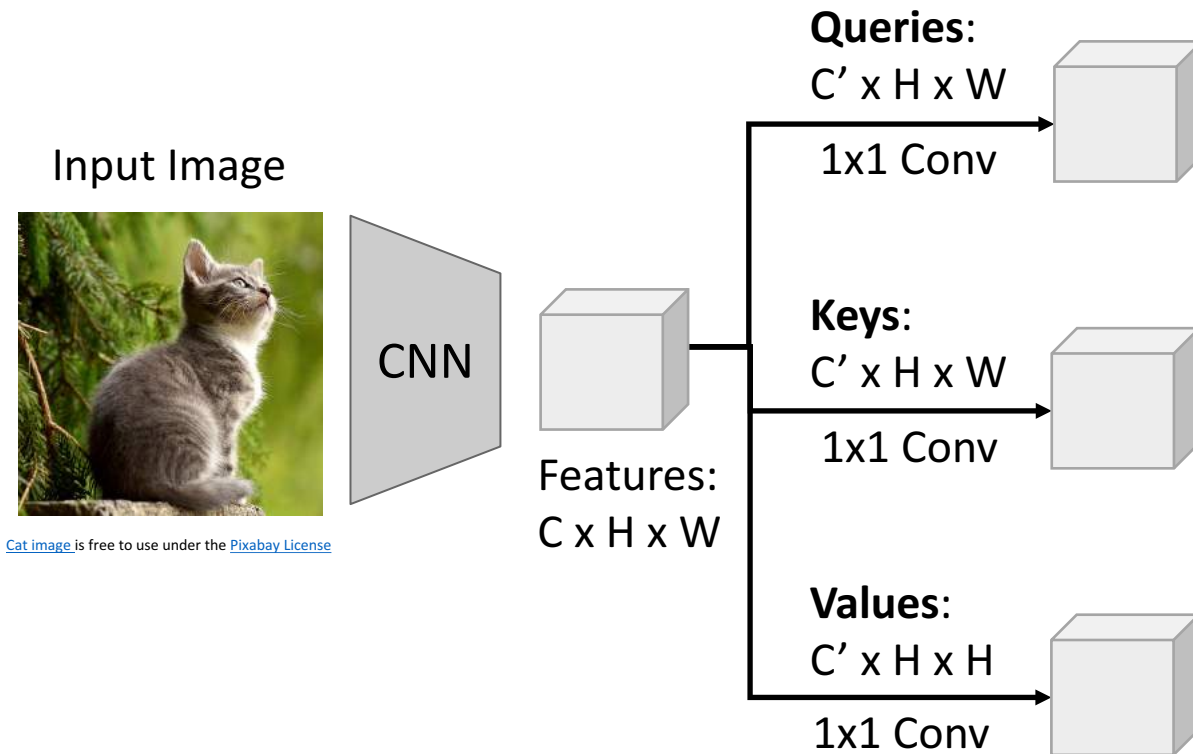 Input Image
Cat image is free to use under the Pixabay License
CNN
Features:
C x H x W
Queries:
C’ x H x W
1x1 Conv
Keys:
C’ x H x W
1x1 Conv
Values:
C’ x H x H
1x1 Conv